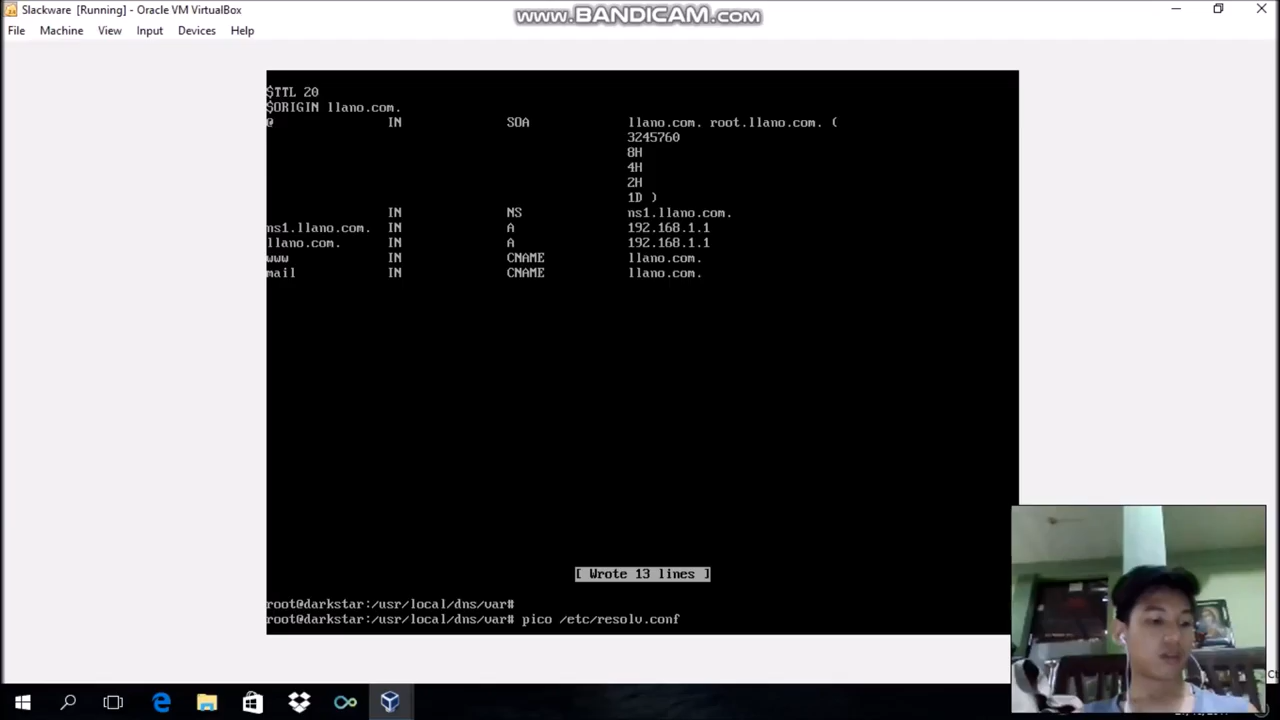 Slackware [Running] - Oracle VM VirtualBox
www.BANDICAM.com
File Machine View Input Devices Help
$TTL 20
$ORIGIN llano.com.
@ IN SOA llano.com. root.llano.com. (
3245760
8H
4H
2H
1D )
IN NS ns1.llano.com.
ns1.llano.com. IN A 192.168.1.1
llano.com. IN A 192.168.1.1
www IN CNAME llano.com.
mail IN CNAME llano.com.
[ Wrote 13 lines ]
root@darkstar:/usr/local/dns/var#
root@darkstar:/usr/local/dns/var# pico /etc/resolv.conf